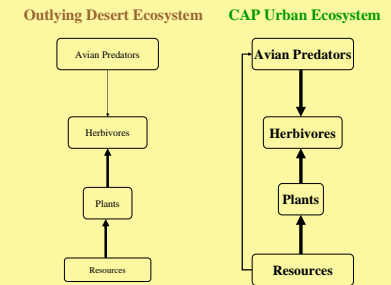 Outlying Desert Ecosystem
Avian Predators
Herbivores
Plants
Resources
CAP Urban Ecosystem
Avian Predators
Herbivores
Plants
Resources